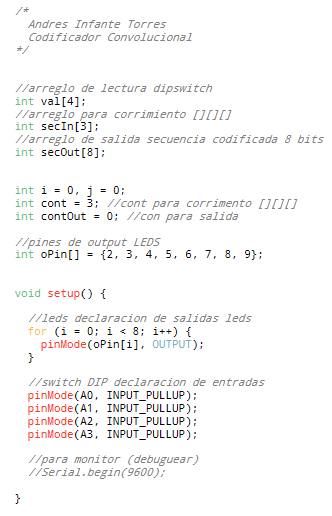 /*
  Andres Infante Torres
  Codificador Convolucional
*/
//arreglo de lectura dipswitch
int val[4];
//arreglo para corrimiento [][][]
int secIn[3];
//arreglo de salida secuencia codificada 8 bits
int secOut[8];
int i = 0, j = 0;
int cont = 3; //cont para corrimento [][][]
int contOut = 0; //con para salida
//pines de output LEDS
int oPin[] = {2, 3, 4, 5, 6, 7, 8, 9};
void setup() {
  //leds declaracion de salidas leds
  for (i = 0; i < 8; i++) {
    pinMode(oPin[i], OUTPUT);
  }
  //switch DIP declaracion de entradas
  pinMode(A0, INPUT_PULLUP);
  pinMode(A1, INPUT_PULLUP);
  pinMode(A2, INPUT_PULLUP);
  pinMode(A3, INPUT_PULLUP);
  //para monitor (debuguear)
  //Serial.begin(9600);
}